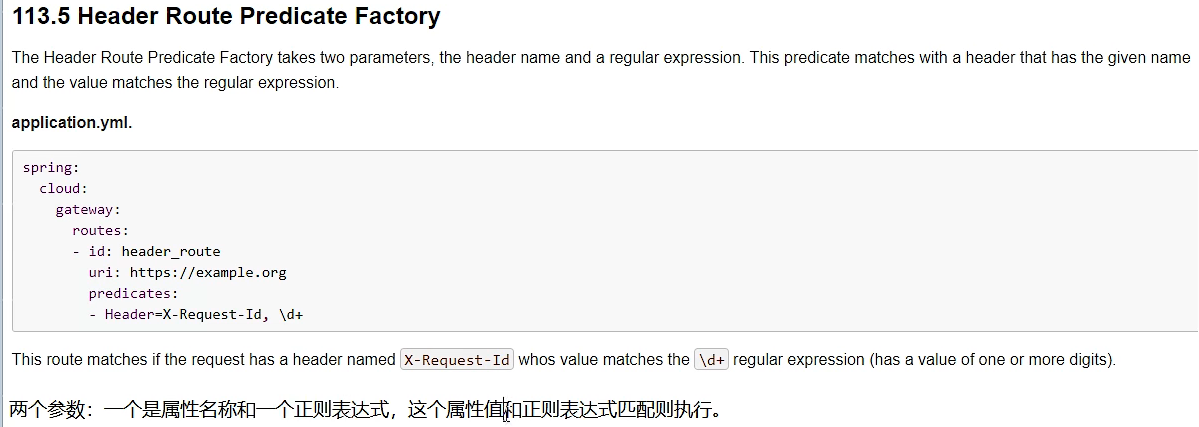 113.5 Header Route Predicate Factory
The Header Route Predicate Factory takes two parameters, the header name and a regular expression. This predicate matches with a header that has the given name
and the value matches the regular expression.
application.yml.
spring:
  cloud:
    gateway:
      routes:
      - id: header_route
        uri: https://example.org
        predicates:
        - Header=X-Request-Id, \d+
This route matches if the request has a header named X-Request-Id whos value matches the \d+ regular expression (has a value of one or more digits).
两个参数：一个是属性名称和一个正则表达式，这个属性值和正则表达式匹配则执行。